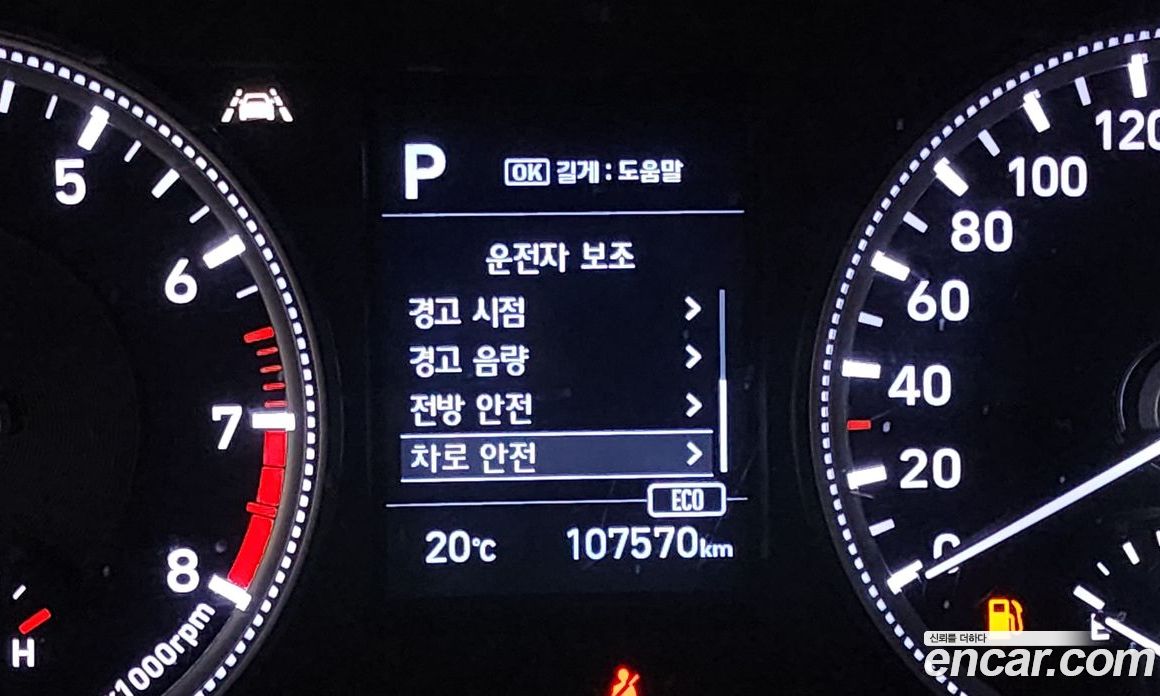 P
OK 길게 : 도움말
운전자 보조
경고 시점
경고 음량
전방 안전
차로 안전
ECO
20℃ 107570km
5
6
7
8
x1000rpm
H
120
100
80
60
40
20
0
E
신뢰를 더하다
encar.com